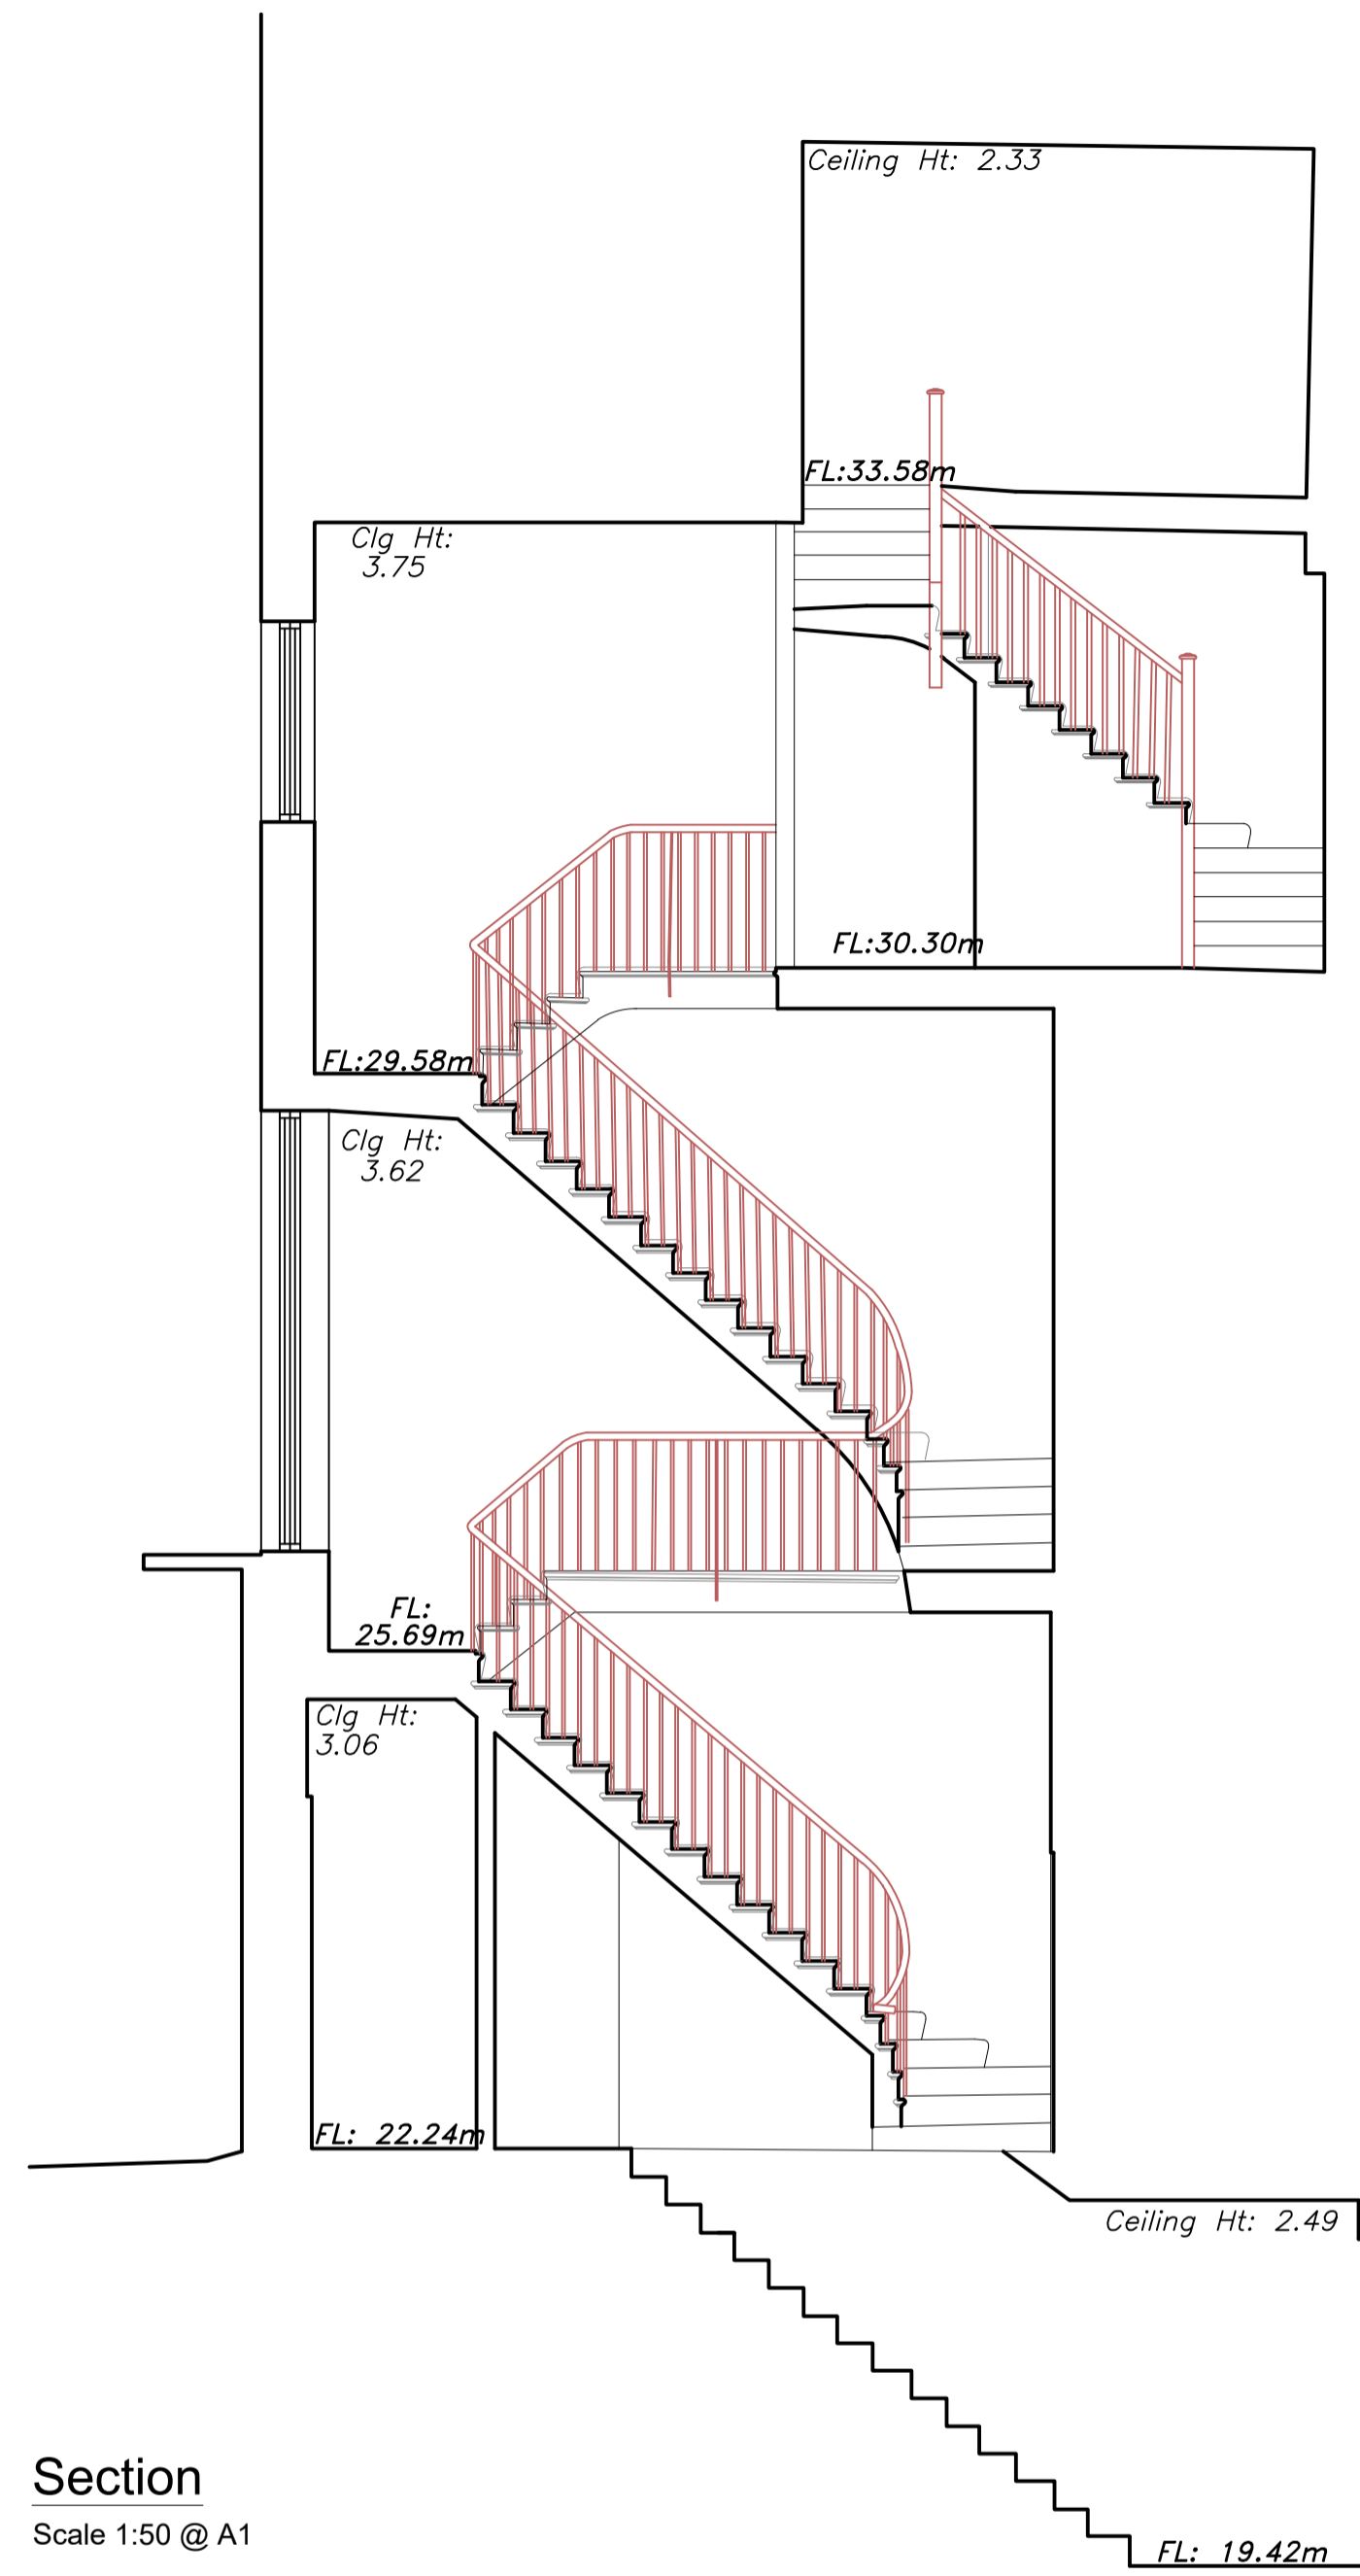 Ceiling Ht: 2.33
FL:33.58m
Clg Ht:
3.75
FL:30.30m
FL:29.58m
Clg Ht:
3.62
FL:
25.69m
Clg Ht:
3.06
FL: 22.24m
Ceiling Ht: 2.49
Section
Scale 1:50 @ A1
FL: 19.42m